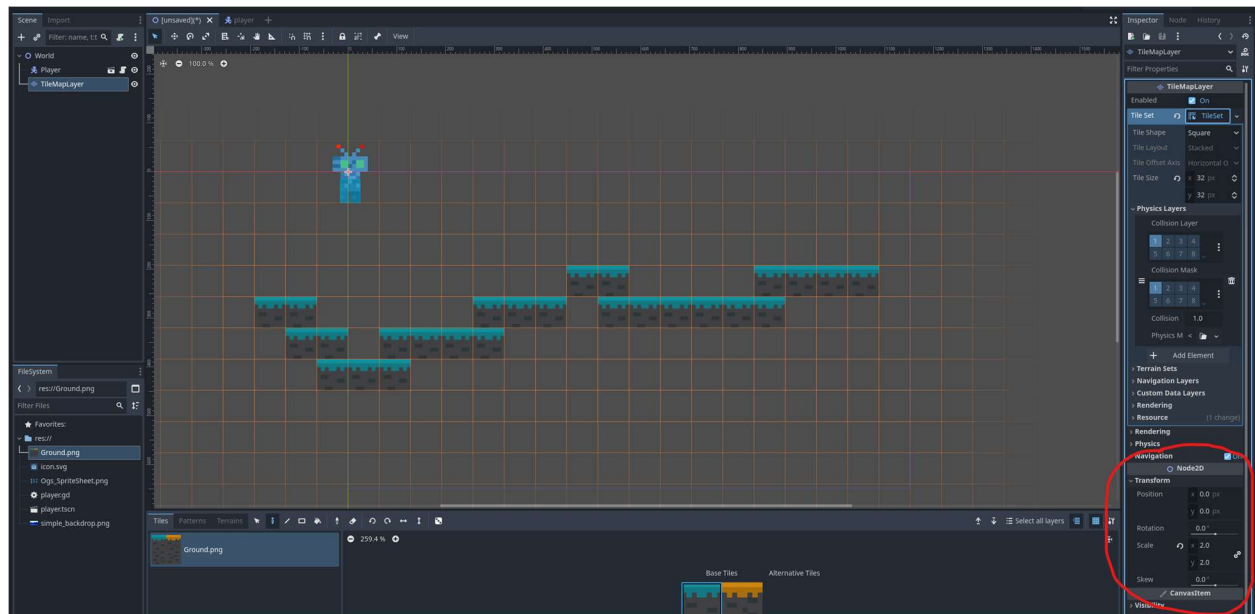 Scene Import
[unsaved](*) player
Inspector Node History
Filter: name, t:t
View
World
Player
TileMapLayer
100.0 %
TileMapLayer
Filter Properties
TileMapLayer
Enabled On
Tile Set TileSet
Tile Shape Square
Tile Layout Stacked
Tile Offset Axis Horizontal O
Tile Size x 32 px
y 32 px
Physics Layers
Collision Layer
1 2 3 4
5 6 7 8
Collision Mask
1 2 3 4
5 6 7 8
Collision 1.0
Physics M <
Add Element
Terrain Sets
Navigation Layers
Custom Data Layers
Rendering
Resource (1 change)
Rendering
Physics
Navigation On
Node2D
Transform
Position x 0.0 px
y 0.0 px
Rotation 0.0 °
Scale x 2.0
y 2.0
Skew 0.0 °
CanvasItem
Visibility
FileSystem
res://Ground.png
Filter Files
Favorites:
res://
Ground.png
icon.svg
Ogs_SpriteSheet.png
player.gd
player.tscn
simple_backdrop.png
Tiles Patterns Terrains
Select all layers
Ground.png
259.4 %
Base Tiles Alternative Tiles